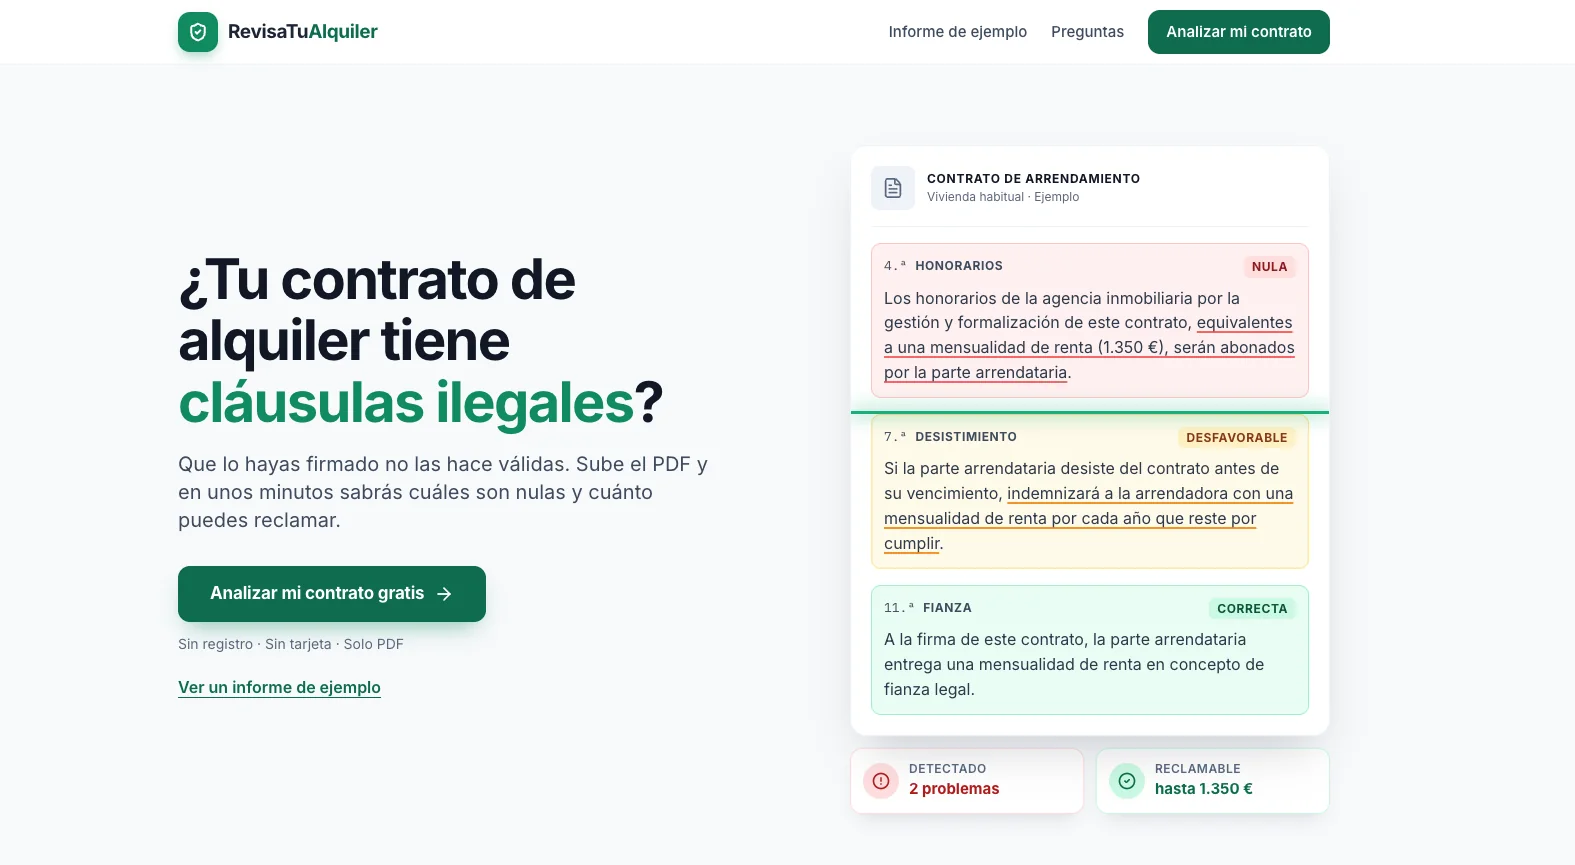 RevisaTuAlquiler
Informe de ejemplo
Preguntas
Analizar mi contrato
¿Tu contrato de
alquiler tiene
cláusulas ilegales?
Que lo hayas firmado no las hace válidas. Sube el PDF y
en unos minutos sabrás cuáles son nulas y cuánto
puedes reclamar.
Analizar mi contrato gratis →
Sin registro · Sin tarjeta · Solo PDF
Ver un informe de ejemplo
CONTRATO DE ARRENDAMIENTO
Vivienda habitual · Ejemplo
4.ª HONORARIOS
NULA
Los honorarios de la agencia inmobiliaria por la
gestión y formalización de este contrato, equivalentes
a una mensualidad de renta (1.350 €), serán abonados
por la parte arrendataria.
7.ª DESISTIMIENTO
DESFAVORABLE
Si la parte arrendataria desiste del contrato antes de
su vencimiento, indemnizará a la arrendadora con una
mensualidad de renta por cada año que reste por
cumplir.
11.ª FIANZA
CORRECTA
A la firma de este contrato, la parte arrendataria
entrega una mensualidad de renta en concepto de
fianza legal.
DETECTADO
2 problemas
RECLAMABLE
hasta 1.350 €